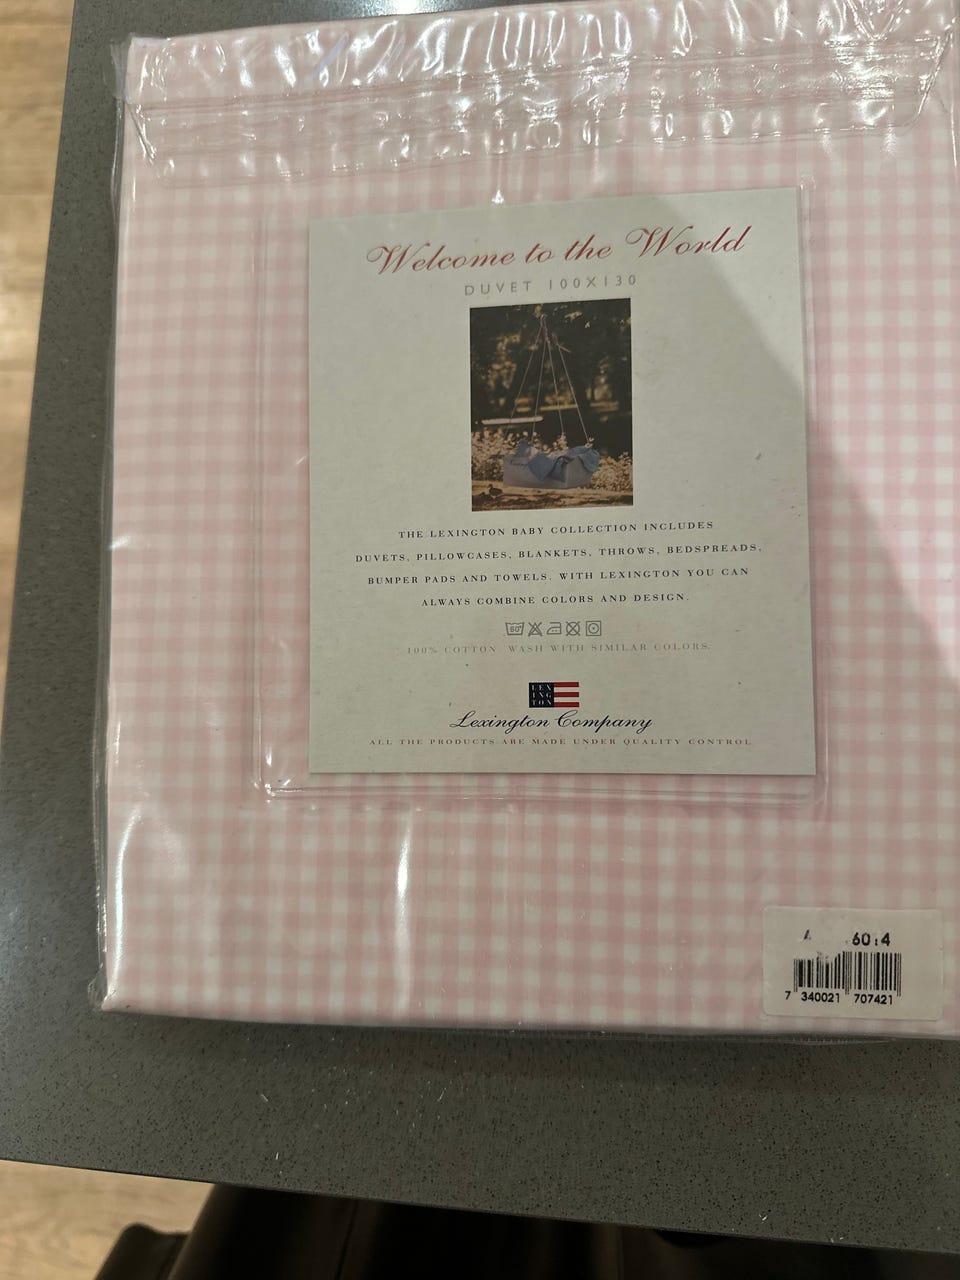 Welcome to the World
DUVET 100X130
THE LEXINGTON BABY COLLECTION INCLUDES
DUVETS, PILLOWCASES, BLANKETS, THROWS, BEDSPREADS,
BUMPER PADS AND TOWELS. WITH LEXINGTON YOU CAN
ALWAYS COMBINE COLORS AND DESIGN.
60°
100% COTTON. WASH WITH SIMILAR COLORS.
LEX
ING
TON
Lexington Company
ALL THE PRODUCTS ARE MADE UNDER QUALITY CONTROL
7 340021 707421